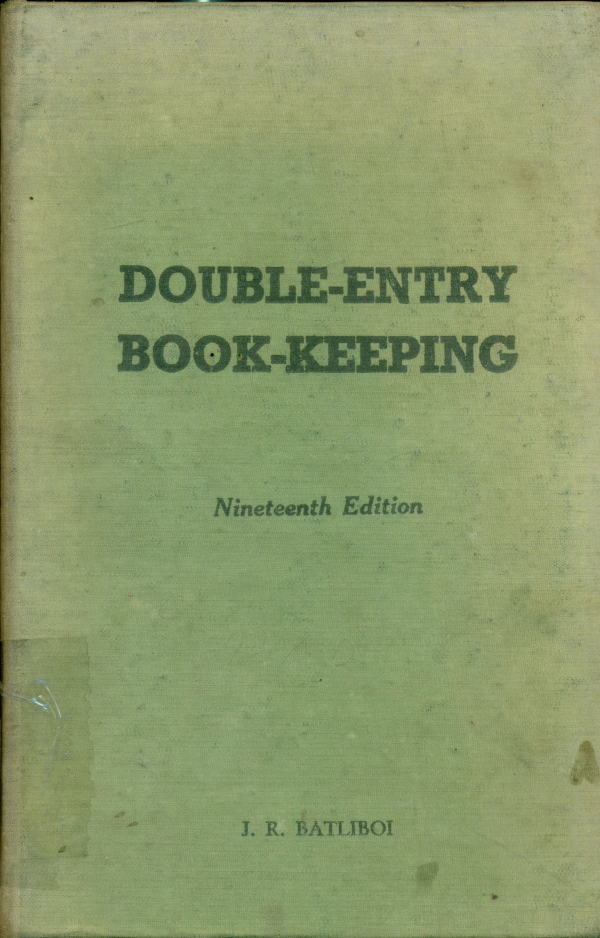 DOUBLE-ENTRY
BOOK-KEEPING
Nineteenth Edition
J. R. BATLIBOI